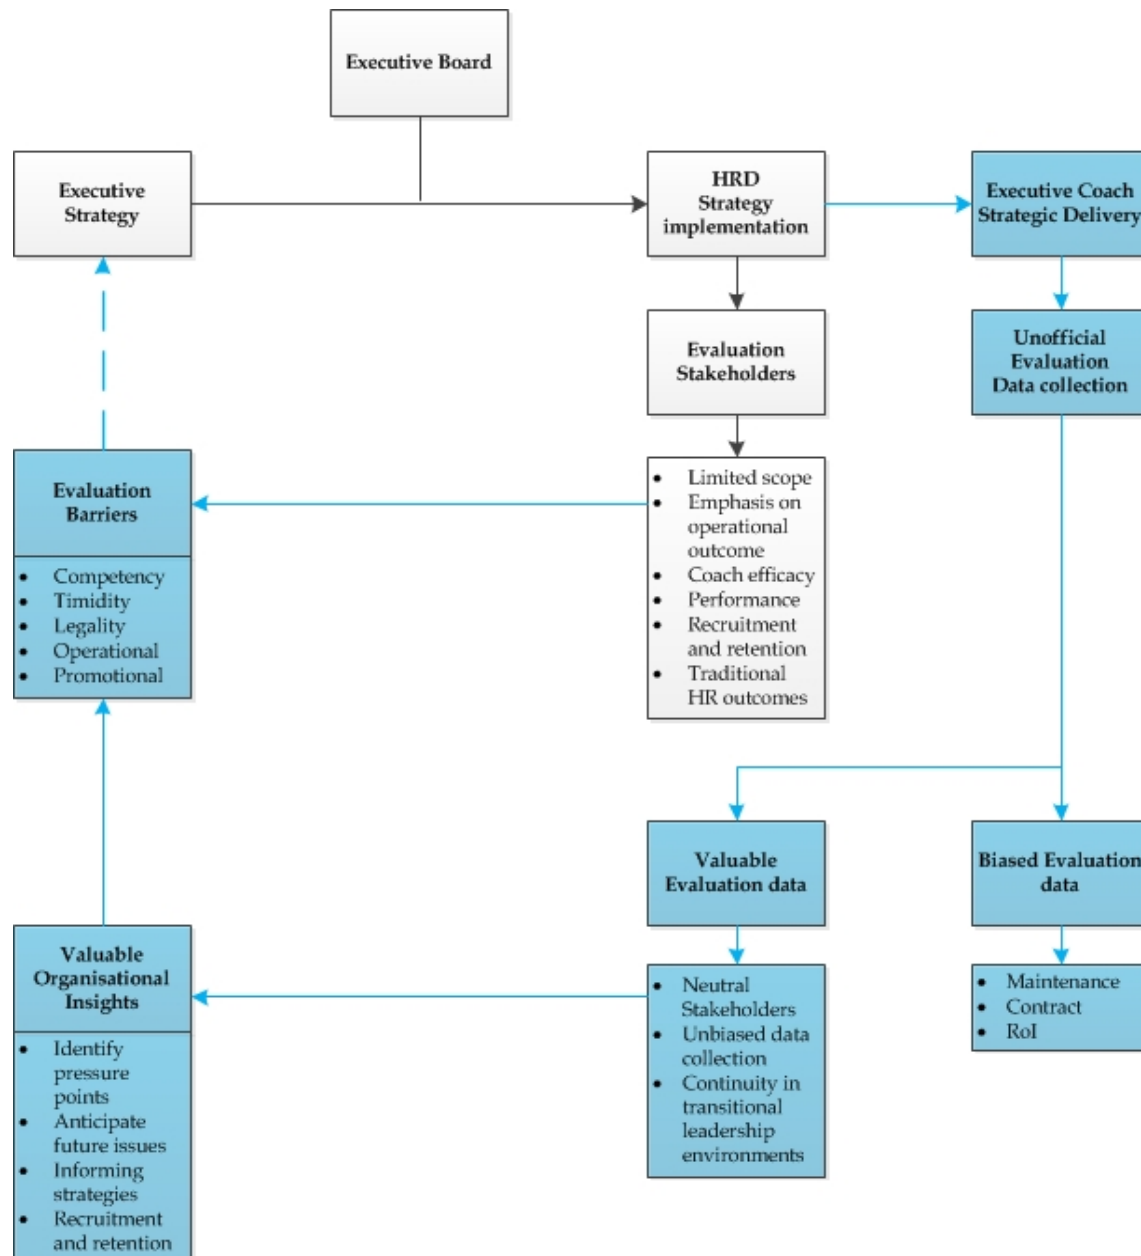 Executive Board
Executive
Strategy
HRD
Strategy
implementation
Executive Coach
Strategic Delivery
Evaluation
Stakeholders
Unofficial
Evaluation
Data collection
Evaluation
Barriers
• Competency
• Timidity
• Legality
• Operational
• Promotional
• Limited scope
• Emphasis on
operational
outcome
• Coach efficacy
• Performance
• Recruitment
and retention
• Traditional
HR outcomes
Valuable
Evaluation data
Biased Evaluation
data
Valuable
Organisational
Insights
• Identify
pressure
points
• Anticipate
future issues
• Informing
strategies
• Recruitment
and retention
• Neutral
Stakeholders
• Unbiased data
collection
• Continuity in
transitional
leadership
environments
• Maintenance
• Contract
• RoI